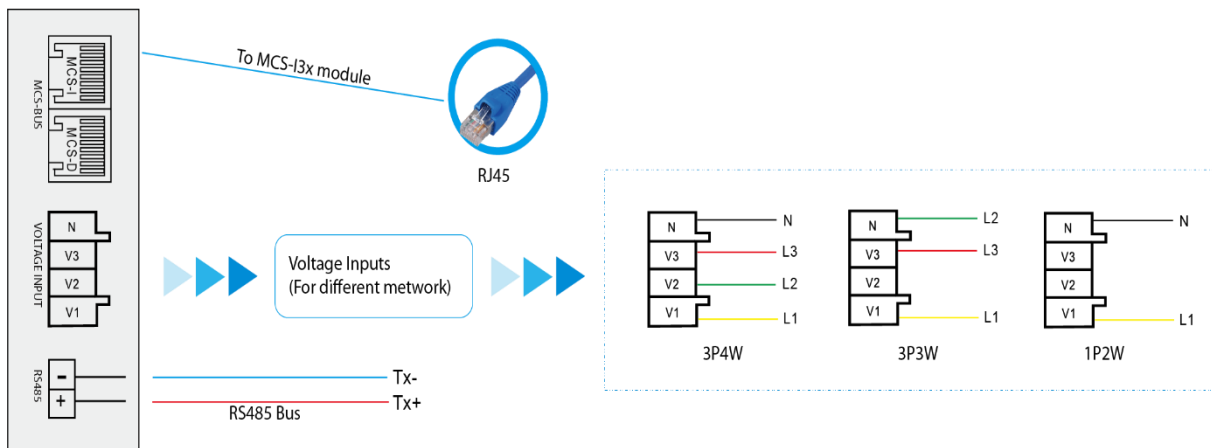 MCS-BUS
MCS-I
MCS-D
To MCS-I3x module
RJ45
VOLTAGE INPUT
N
V3
V2
V1
Voltage Inputs
(For different metwork)
N
V3
V2
V1
N
L3
L2
L1
3P4W
N
V3
V2
V1
L2
L3
L1
3P3W
N
V3
V2
V1
N
L1
1P2W
RS485
-
+
Tx-
Tx+
RS485 Bus